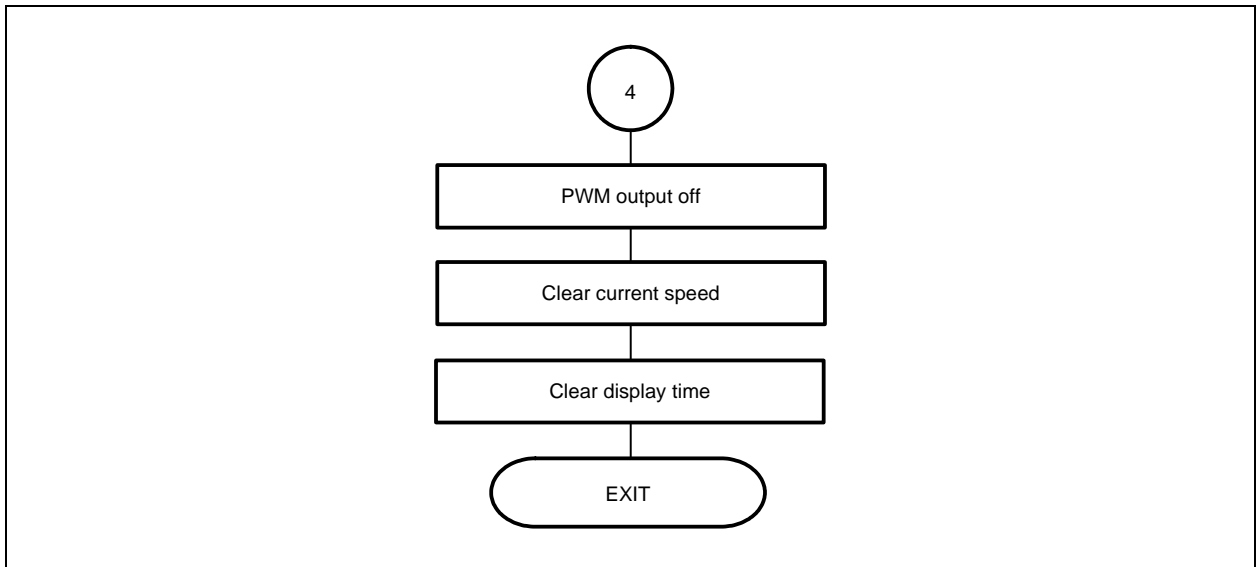 4
PWM output off
Clear current speed
Clear display time
EXIT